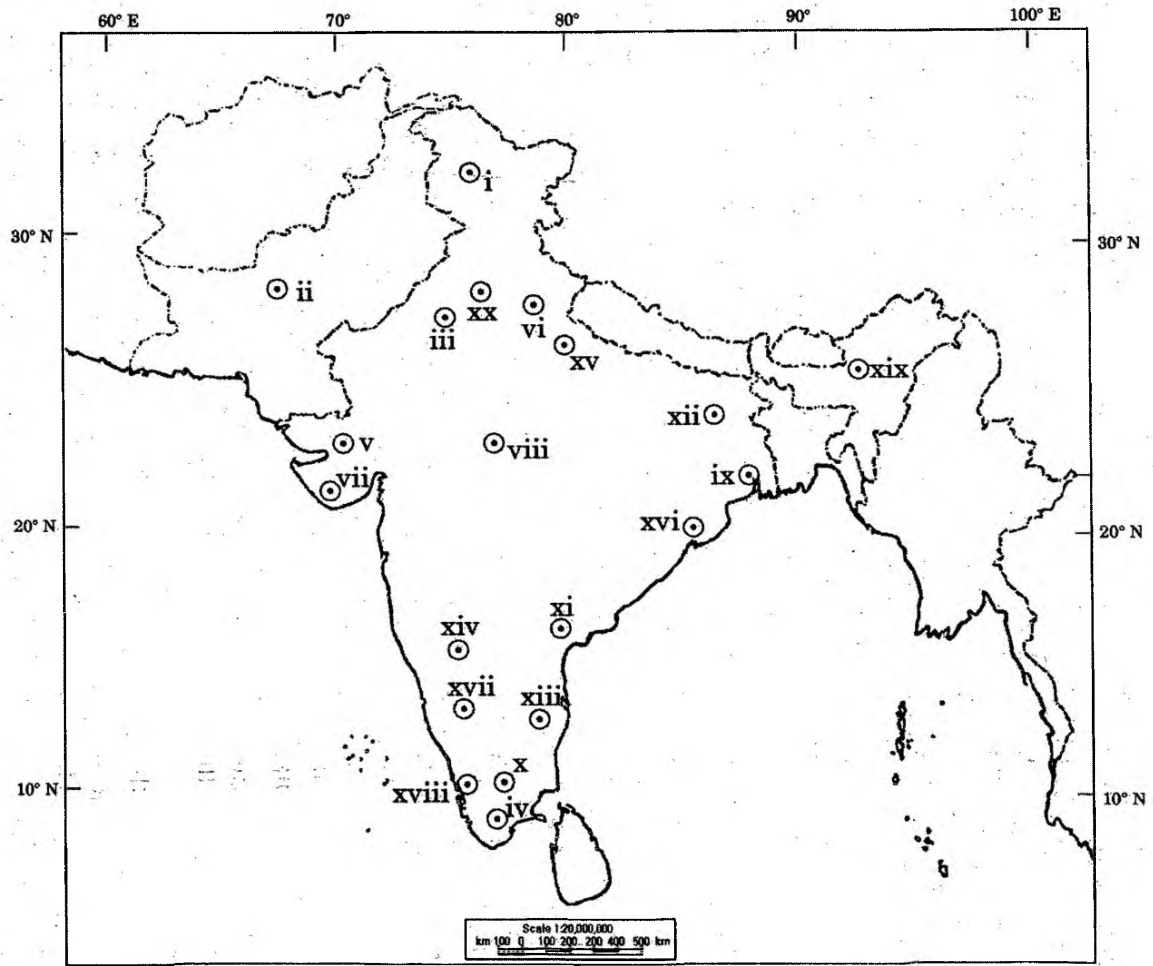 60° E 70° 80° 90° 100° E
i
30° N 30° N
ii
xx
iii vi
xv
xix
xii
v viii
vii ix
xvi
20° N 20° N
xi
xiv
xvii xiii
x
xviii
10° N 10° N
iv
Scale 1:20,000,000
km 100 0 100 200 200 400 500 km